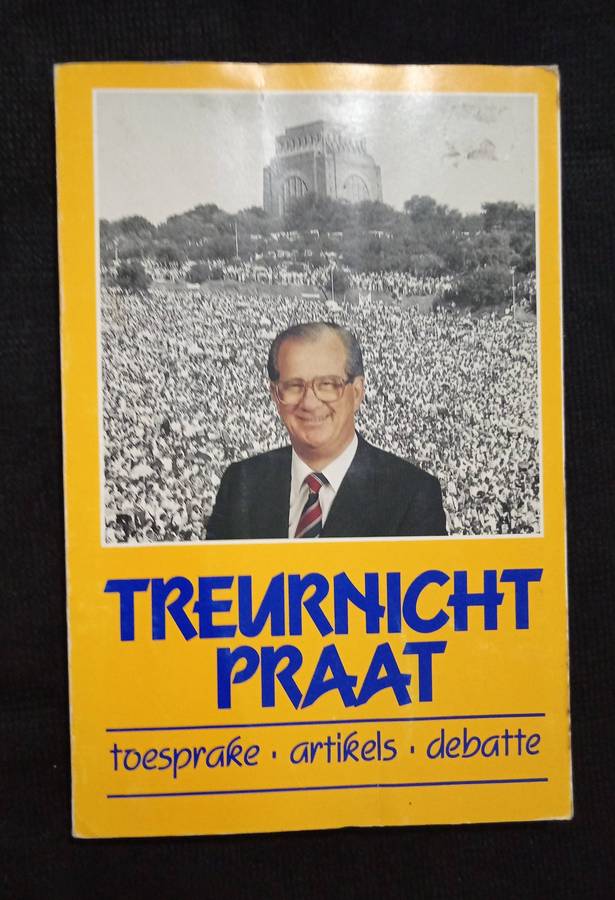 TREURNICHT
PRAAT
toesprake · artikels · debatte